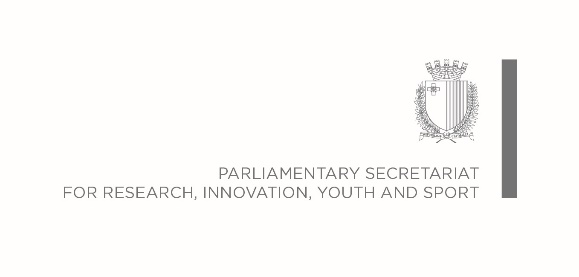 PARLIAMENTARY SECRETARIAT
FOR RESEARCH, INNOVATION, YOUTH AND SPORT